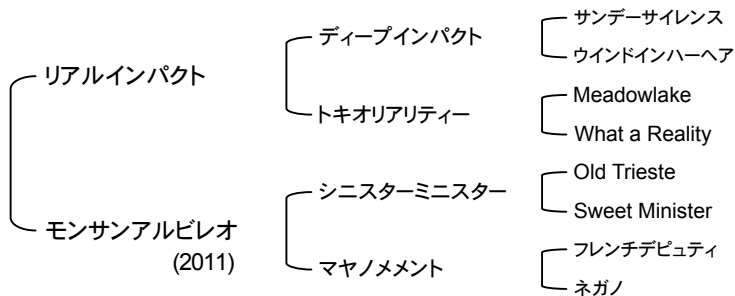 リアルインパクト
ディープインパクト
サンデーサイレンス
ウインドインハーヘア
トキオリアリティー
Meadowlake
What a Reality
モンサンアルビレオ
(2011)
シニスターミニスター
Old Trieste
Sweet Minister
マヤノメメント
フレンチデピュティ
ネガノ